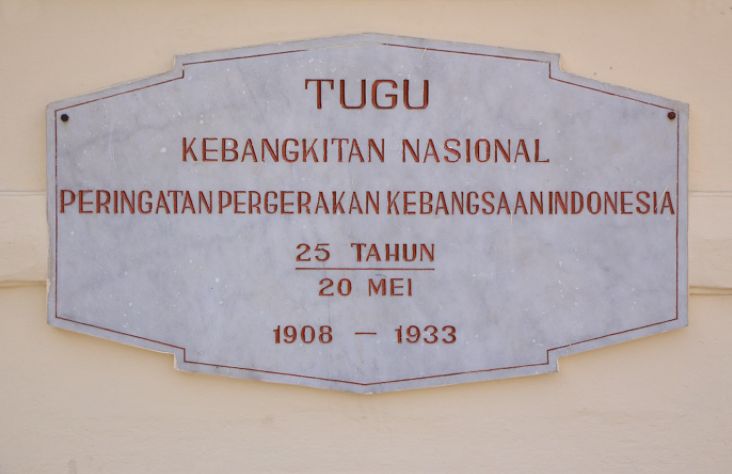 TUGU
KEBANGKITAN NASIONAL
PERINGATAN PERGERAKAN KEBANGSAAN INDONESIA
25 TAHUN
20 MEI
1908 — 1933